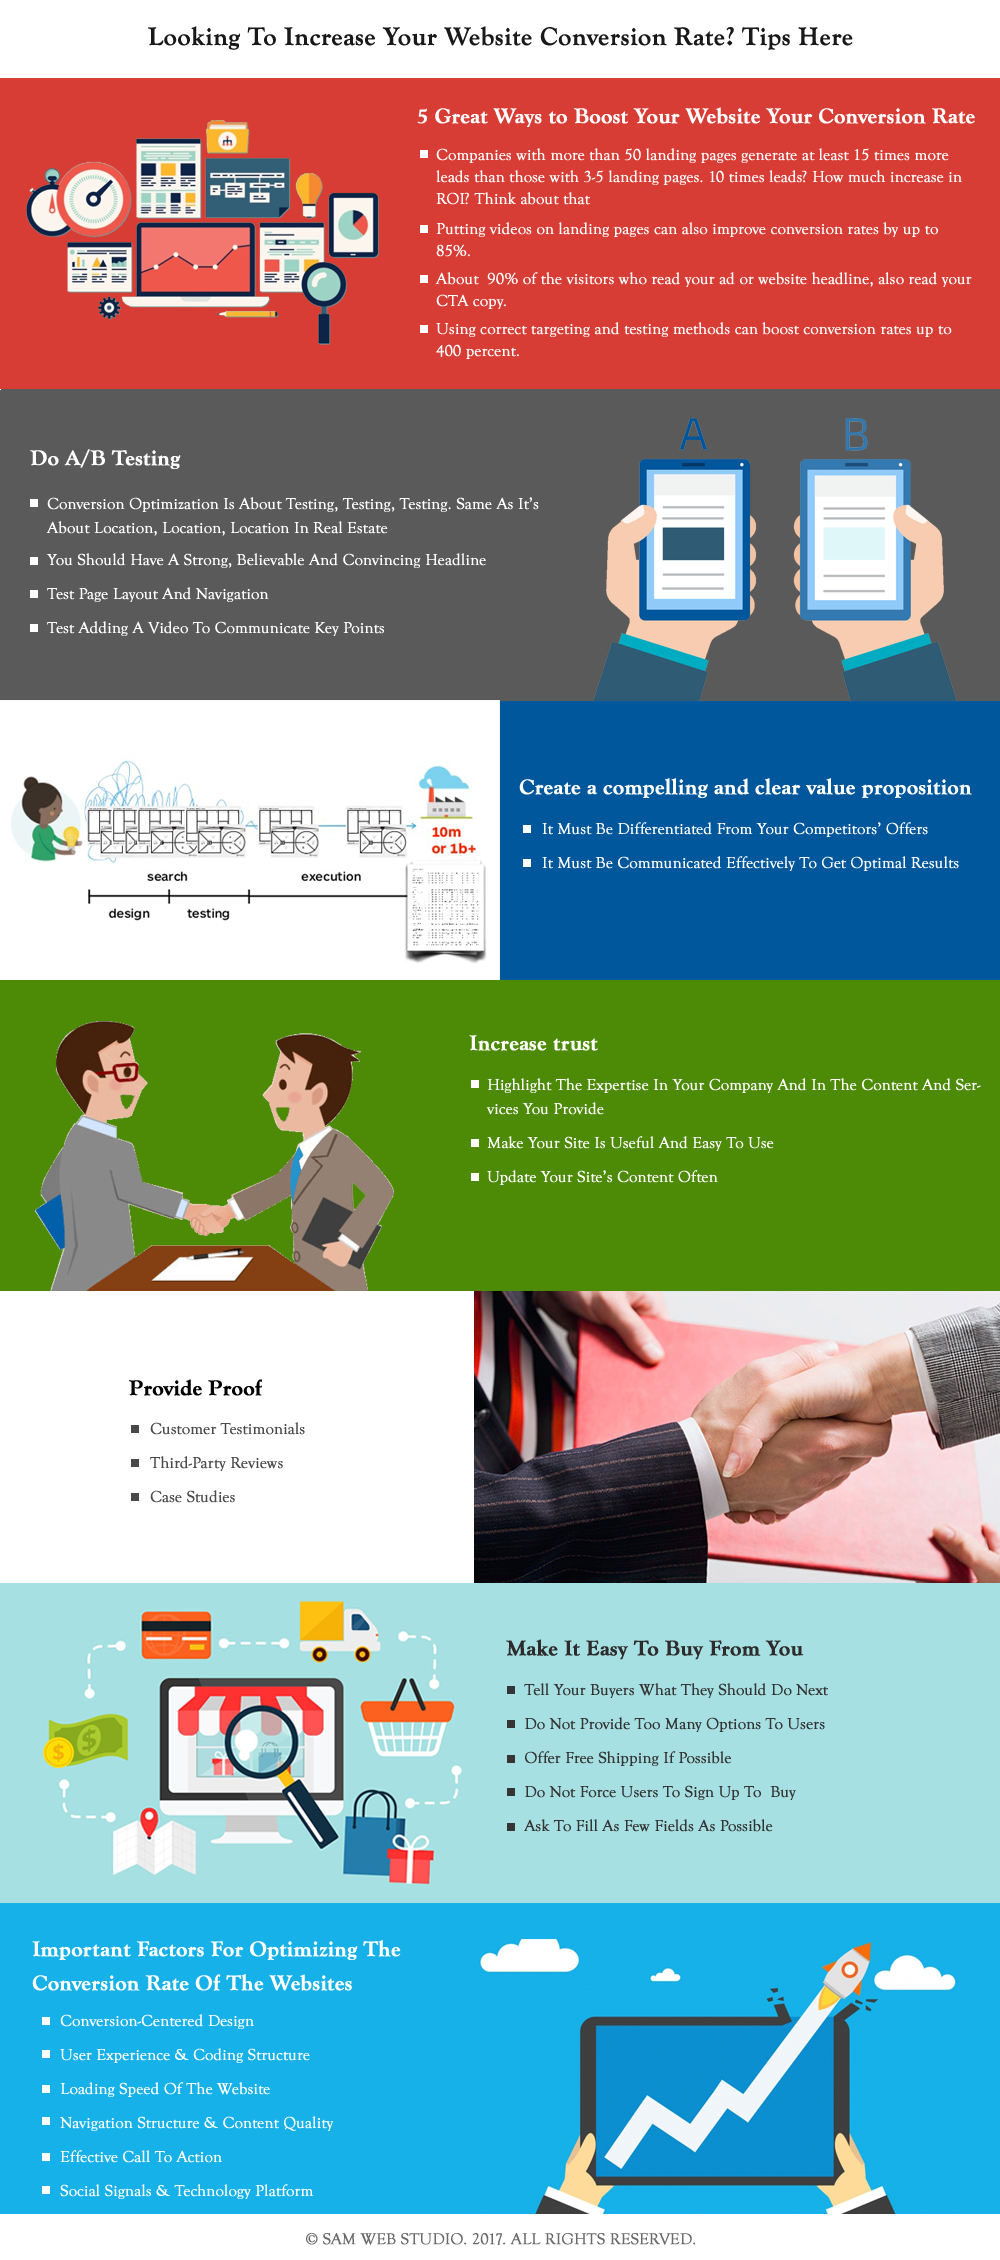 Looking To Increase Your Website Conversion Rate? Tips Here
5 Great Ways to Boost Your Website Your Conversion Rate
Companies with more than 50 landing pages generate at least 15 times more
leads than those with 3-5 landing pages. 10 times leads? How much increase in
ROI? Think about that
Putting videos on landing pages can also improve conversion rates by up to
85%.
About 90% of the visitors who read your ad or website headline, also read your
CTA copy.
Using correct targeting and testing methods can boost conversion rates up to
400 percent.
Do A/B Testing
Conversion Optimization Is About Testing, Testing, Testing. Same As It's
About Location, Location, Location In Real Estate
You Should Have A Strong, Believable And Convincing Headline
Test Page Layout And Navigation
Test Adding A Video To Communicate Key Points
A B
10m
or 1b+
search execution
design testing
Create a compelling and clear value proposition
It Must Be Differentiated From Your Competitors' Offers
It Must Be Communicated Effectively To Get Optimal Results
Increase trust
Highlight The Expertise In Your Company And In The Content And Ser-
vices You Provide
Make Your Site Is Useful And Easy To Use
Update Your Site's Content Often
Provide Proof
Customer Testimonials
Third-Party Reviews
Case Studies
Make It Easy To Buy From You
Tell Your Buyers What They Should Do Next
Do Not Provide Too Many Options To Users
Offer Free Shipping If Possible
Do Not Force Users To Sign Up To Buy
Ask To Fill As Few Fields As Possible
$
$
Important Factors For Optimizing The
Conversion Rate Of The Websites
Conversion-Centered Design
User Experience & Coding Structure
Loading Speed Of The Website
Navigation Structure & Content Quality
Effective Call To Action
Social Signals & Technology Platform
© SAM WEB STUDIO. 2017. ALL RIGHTS RESERVED.